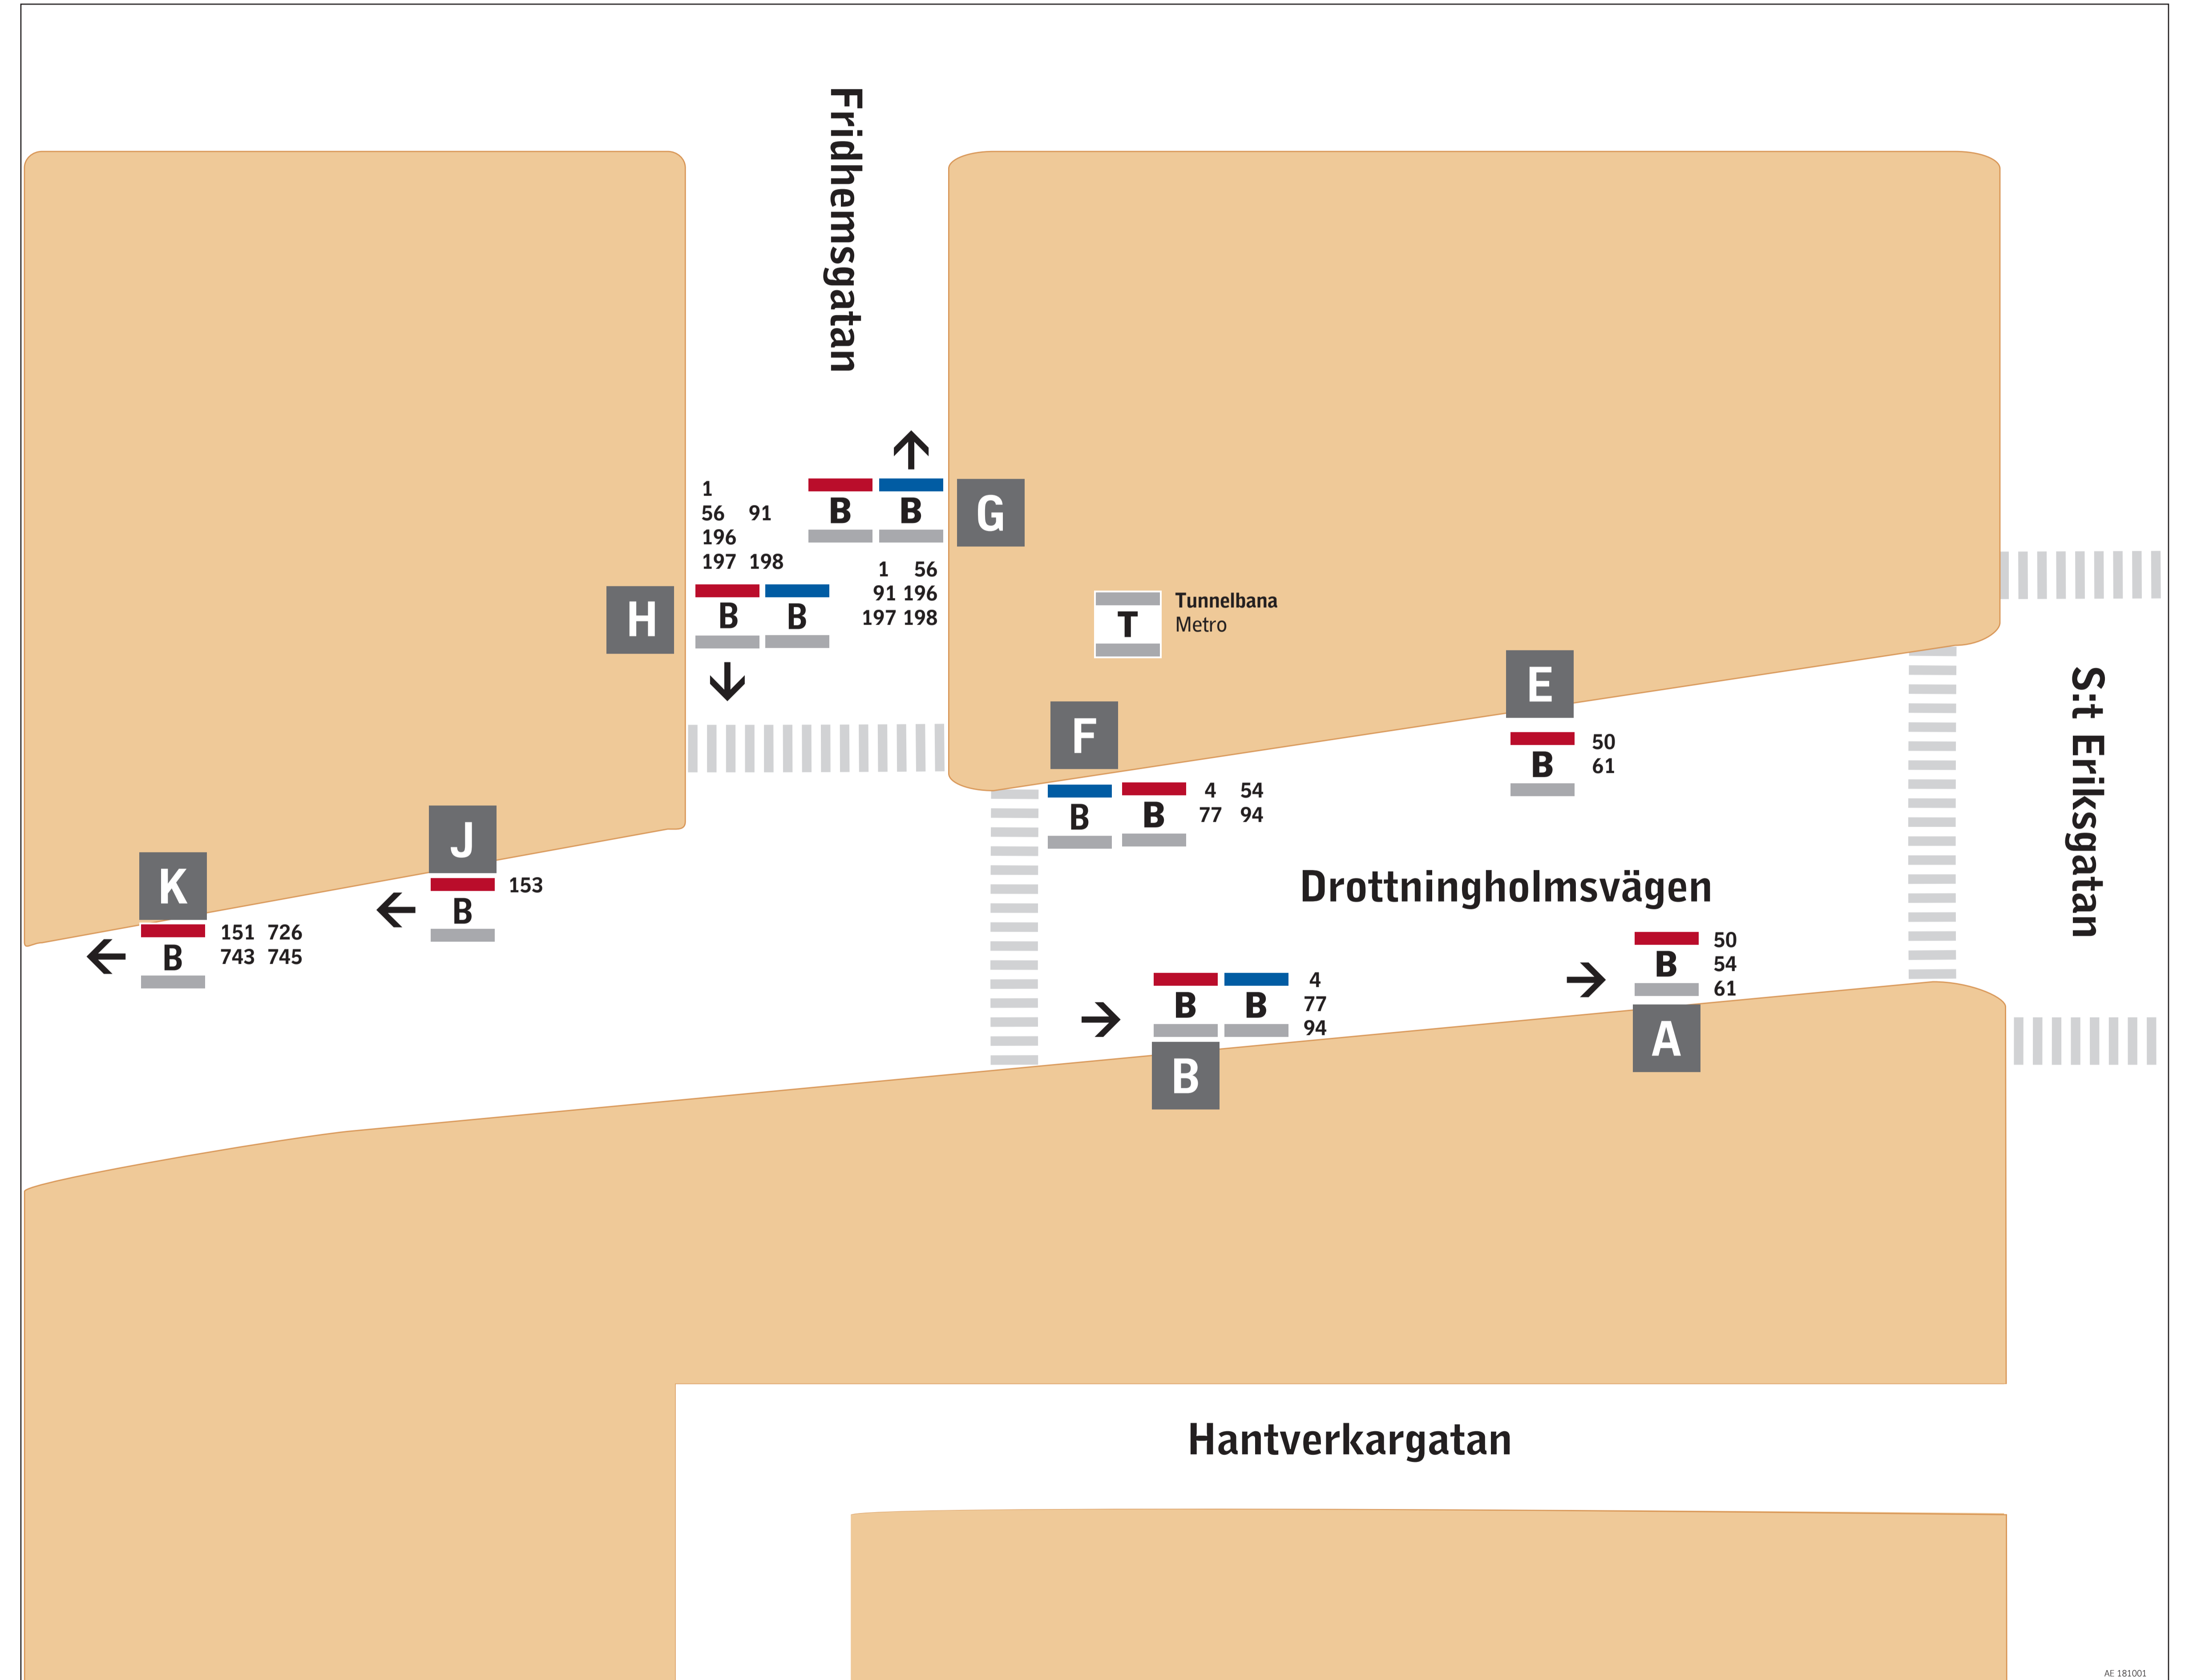 Fridhemsgatan
1
56 91
196
197 198
B B
G
1 56
91 196
197 198
H
B B
T
Tunnelbana
Metro
E
B
50
61
F
B B
4 54
77 94
S:t Eriksgatan
J
B
153
K
B
151 726
743 745
Drottningholmsvägen
B B
4
77
94
B
B
50
54
61
A
Hantverkargatan
AE 181001